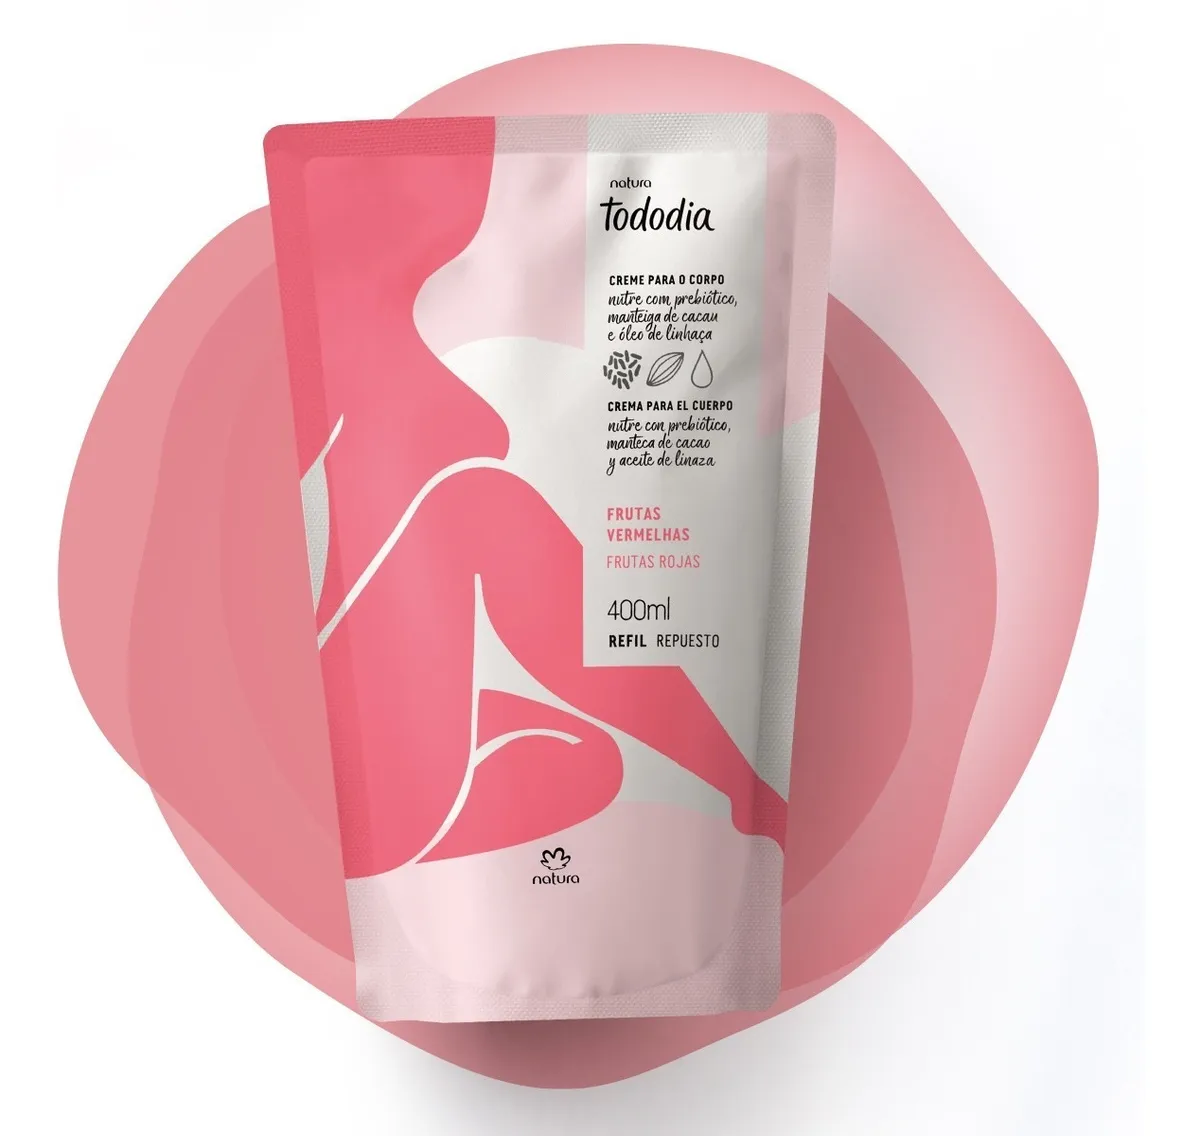 natura
tododia
CREME PARA O CORPO
nutre com prebiótico,
manteiga de cacau
e óleo de linhaça
CREMA PARA EL CUERPO
nutre con prebiótico,
manteca de cacao
y aceite de linaza
FRUTAS
VERMELHAS
FRUTAS ROJAS
400ml
REFIL REPUESTO
natura